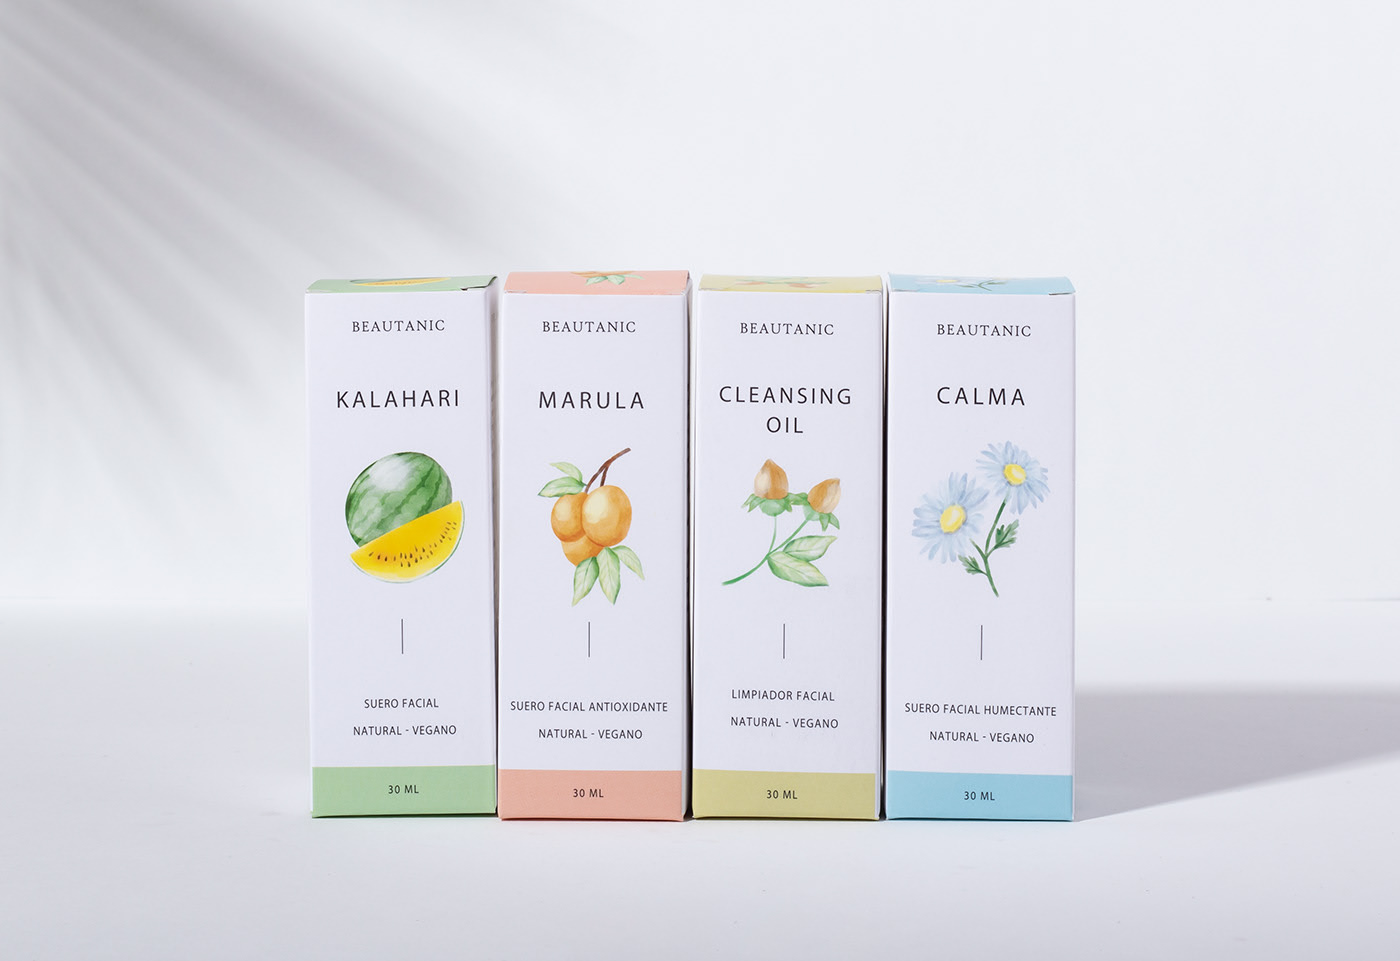 BEAUTANIC
KALAHARI
SUERO FACIAL
NATURAL - VEGANO
30 ML
BEAUTANIC
MARULA
SUERO FACIAL ANTIOXIDANTE
NATURAL - VEGANO
30 ML
BEAUTANIC
CLEANSING
OIL
LIMPIADOR FACIAL
NATURAL - VEGANO
30 ML
BEAUTANIC
CALMA
SUERO FACIAL HUMECTANTE
NATURAL - VEGANO
30 ML